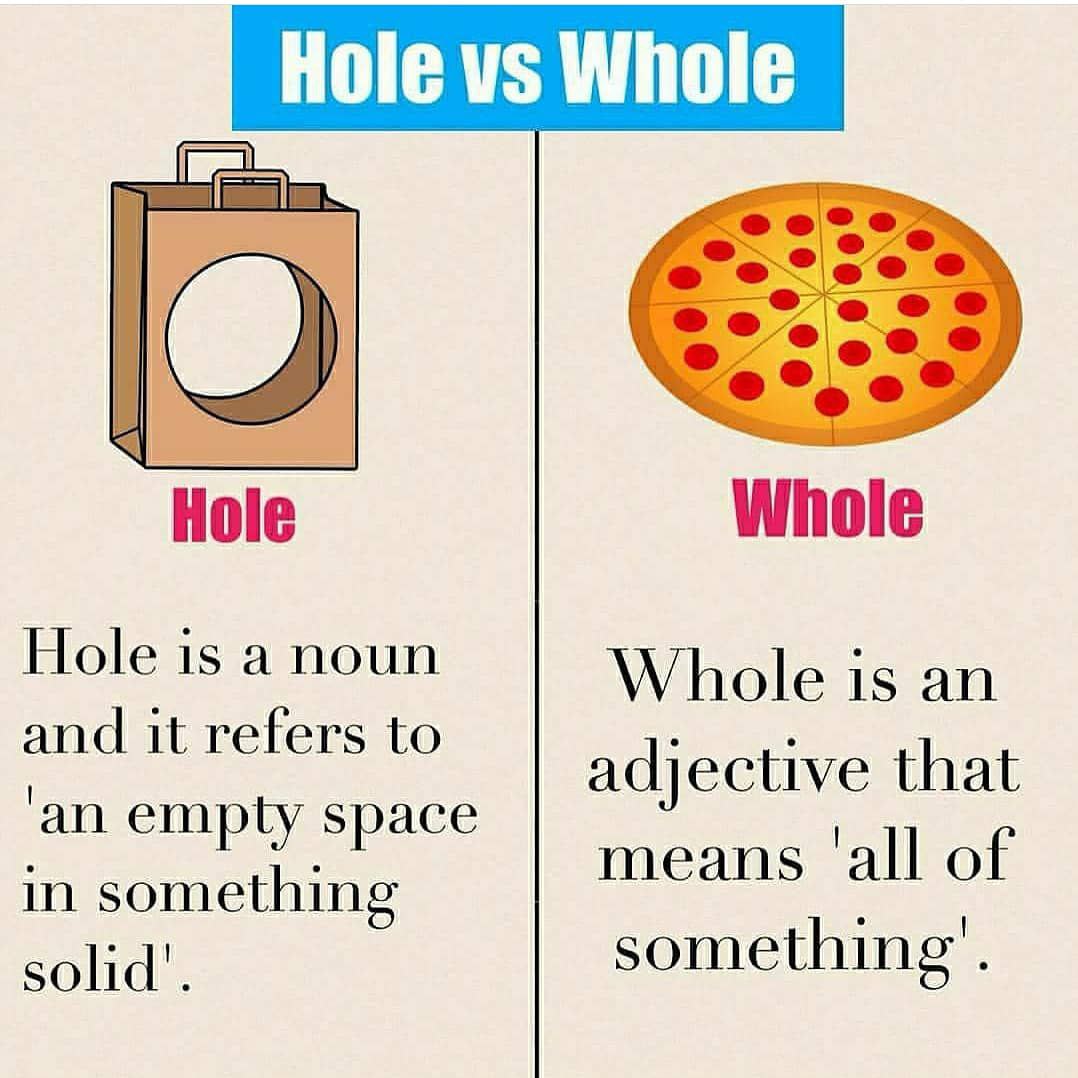 Hole vs Whole
Hole
Hole is a noun
and it refers to
'an empty space
in something
solid'.
Whole
Whole is an
adjective that
means 'all of
something'.